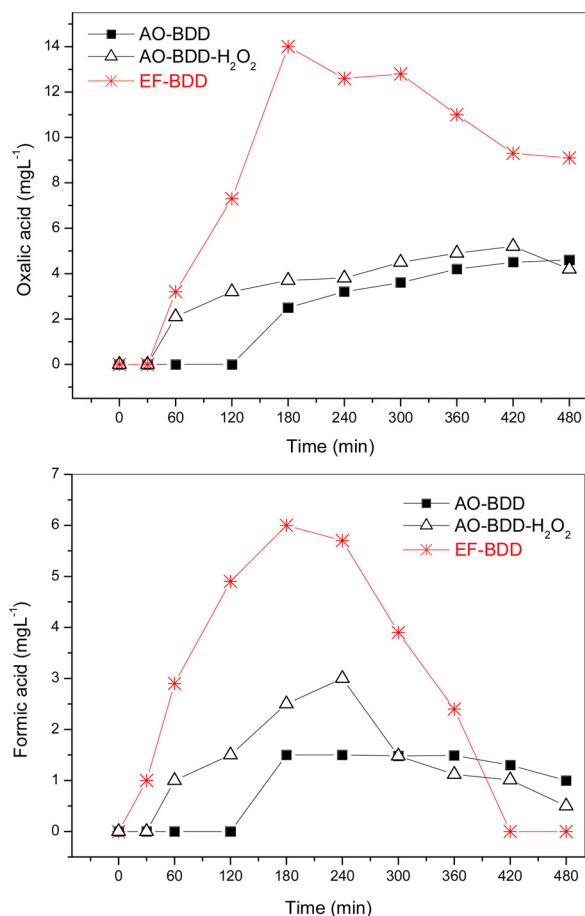 14
12
10
8
6
4
2
0
Oxalic acid (mgL⁻¹)
AO-BDD
AO-BDD-H₂O₂
EF-BDD
0 60 120 180 240 300 360 420 480
Time (min)
7
6
5
4
3
2
1
0
Formic acid (mgL⁻¹)
AO-BDD
AO-BDD-H₂O₂
EF-BDD
0 60 120 180 240 300 360 420 480
Time (min)